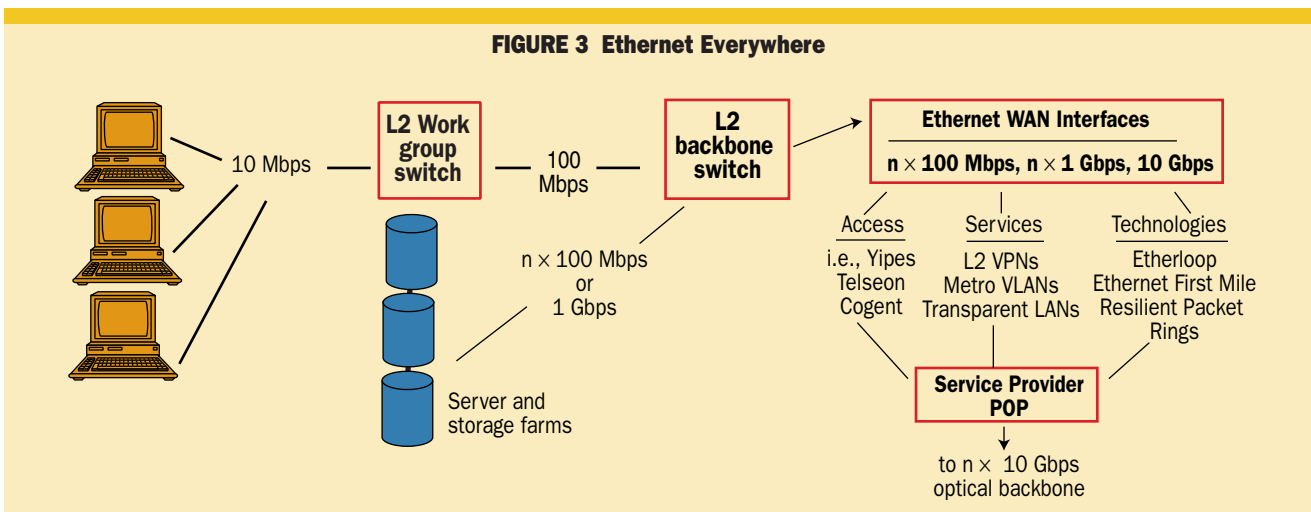 FIGURE 3 Ethernet Everywhere
10 Mbps
L2 Work
group
switch
100
Mbps
L2
backbone
switch
Ethernet WAN Interfaces
n × 100 Mbps, n × 1 Gbps, 10 Gbps
n × 100 Mbps
or
1 Gbps
Server and
storage farms
Access
i.e., Yipes
Telseon
Cogent
Services
L2 VPNs
Metro VLANs
Transparent LANs
Technologies
Etherloop
Ethernet First Mile
Resilient Packet
Rings
Service Provider
POP
to n × 10 Gbps
optical backbone